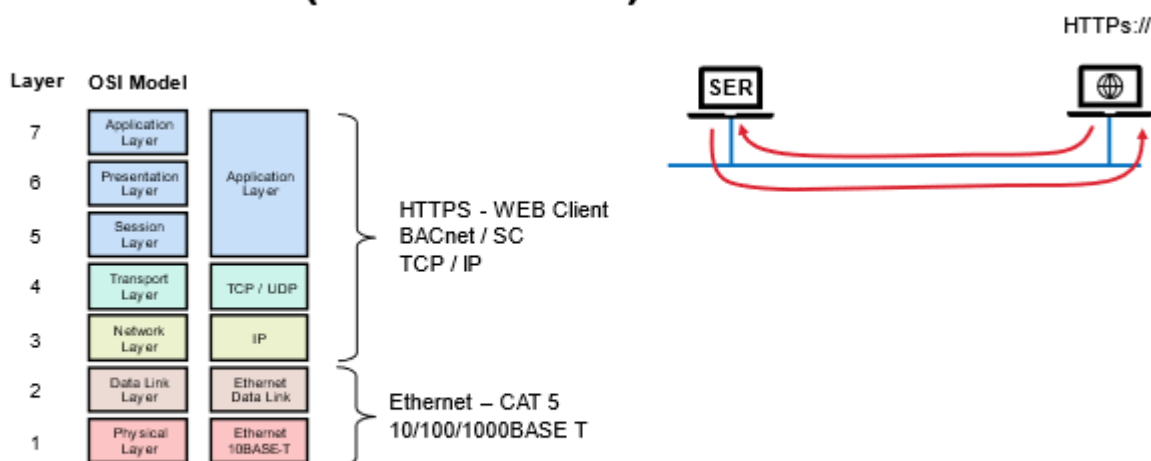 HTTPs://
Layer OSI Model
SER
7
Application
Layer
6
Presentation
Layer
5
Session
Layer
4
Transport
Layer
3
Network
Layer
2
Data Link
Layer
1
Physical
Layer
Application
Layer
TCP / UDP
IP
Ethernet
Data Link
Ethernet
10BASE-T
HTTPS - WEB Client
BACnet / SC
TCP / IP
Ethernet – CAT 5
10/100/1000BASE T